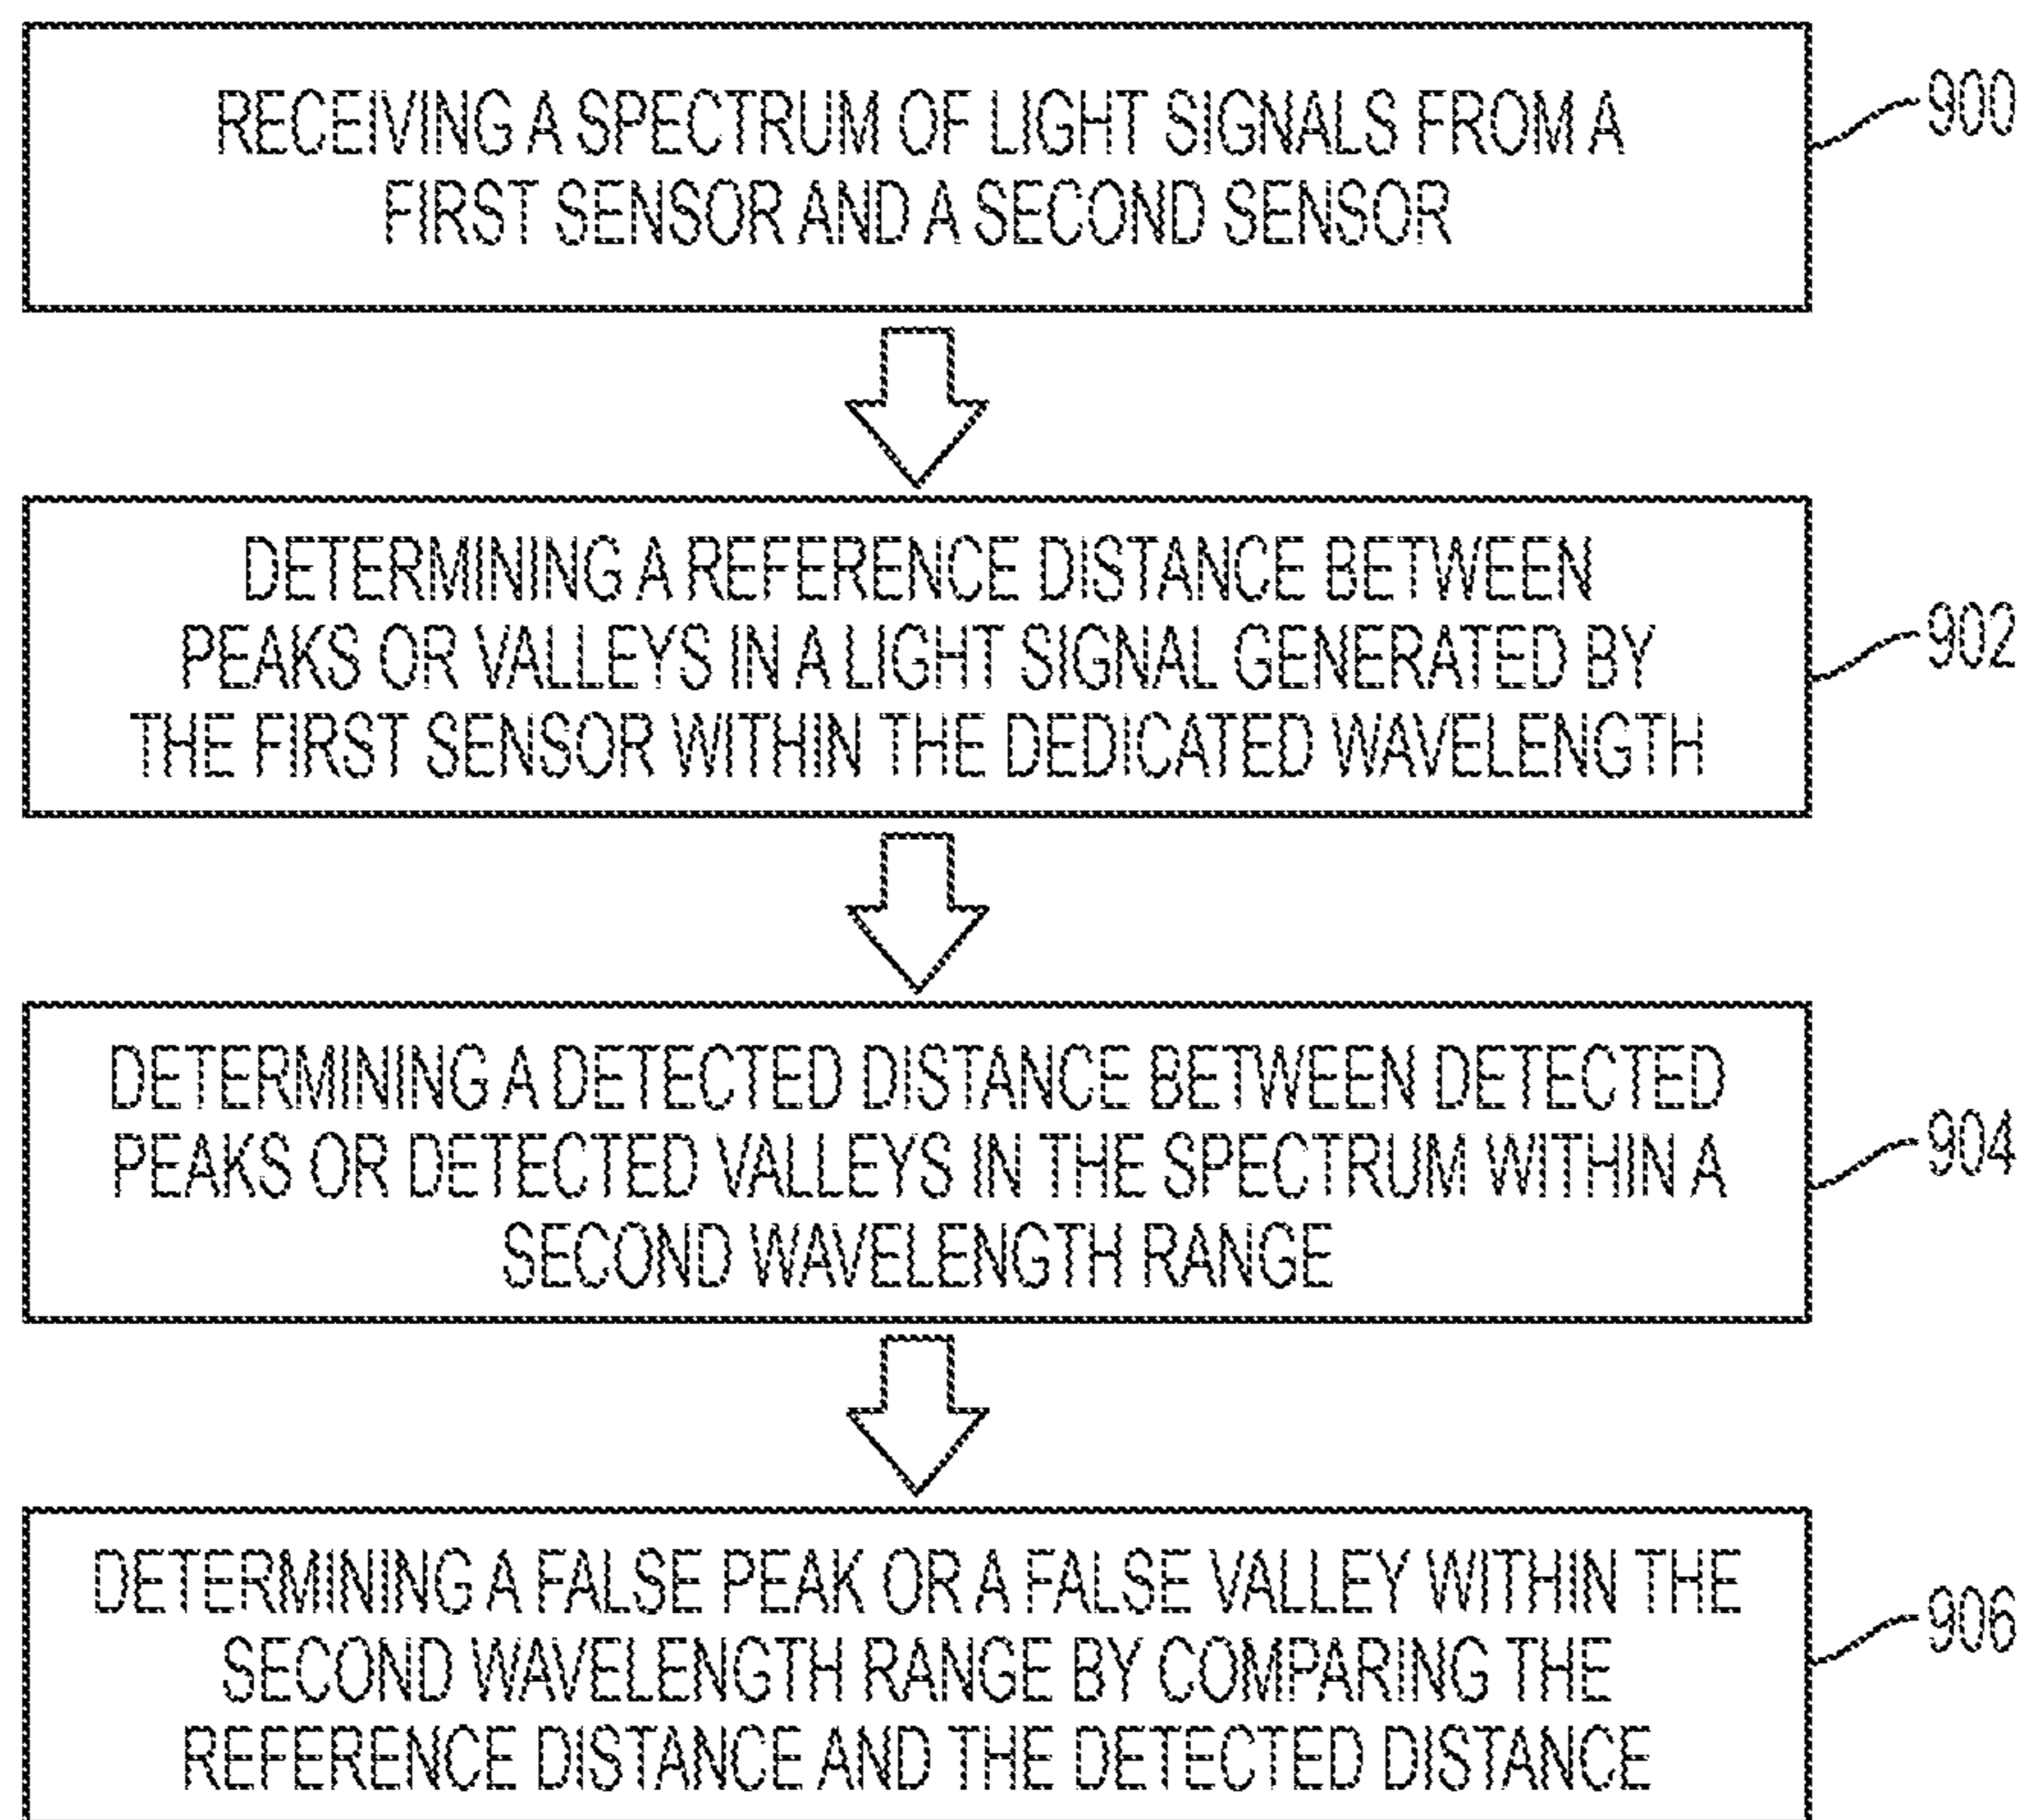 RECEIVING A SPECTRUM OF LIGHT SIGNALS FROM A
FIRST SENSOR AND A SECOND SENSOR
900
DETERMINING A REFERENCE DISTANCE BETWEEN
PEAKS OR VALLEYS IN A LIGHT SIGNAL GENERATED BY
THE FIRST SENSOR WITHIN THE DEDICATED WAVELENGTH
902
DETERMINING A DETECTED DISTANCE BETWEEN DETECTED
PEAKS OR DETECTED VALLEYS IN THE SPECTRUM WITHIN A
SECOND WAVELENGTH RANGE
904
DETERMINING A FALSE PEAK OR A FALSE VALLEY WITHIN THE
SECOND WAVELENGTH RANGE BY COMPARING THE
REFERENCE DISTANCE AND THE DETECTED DISTANCE
906